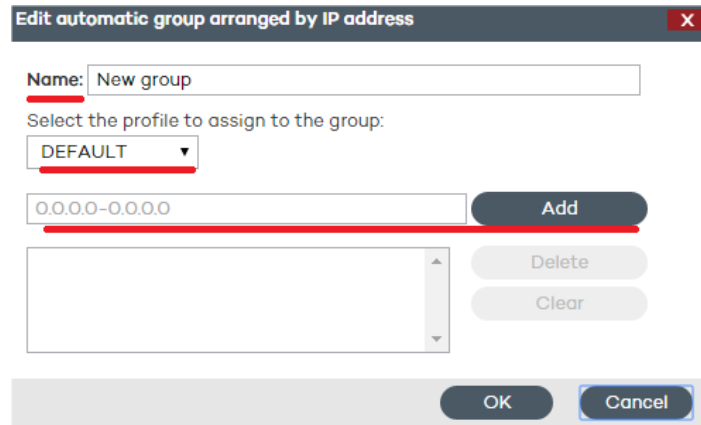 Edit automatic group arranged by IP address X
Name: New group
Select the profile to assign to the group:
DEFAULT
0.0.0.0-0.0.0.0 Add
Delete
Clear
OK Cancel